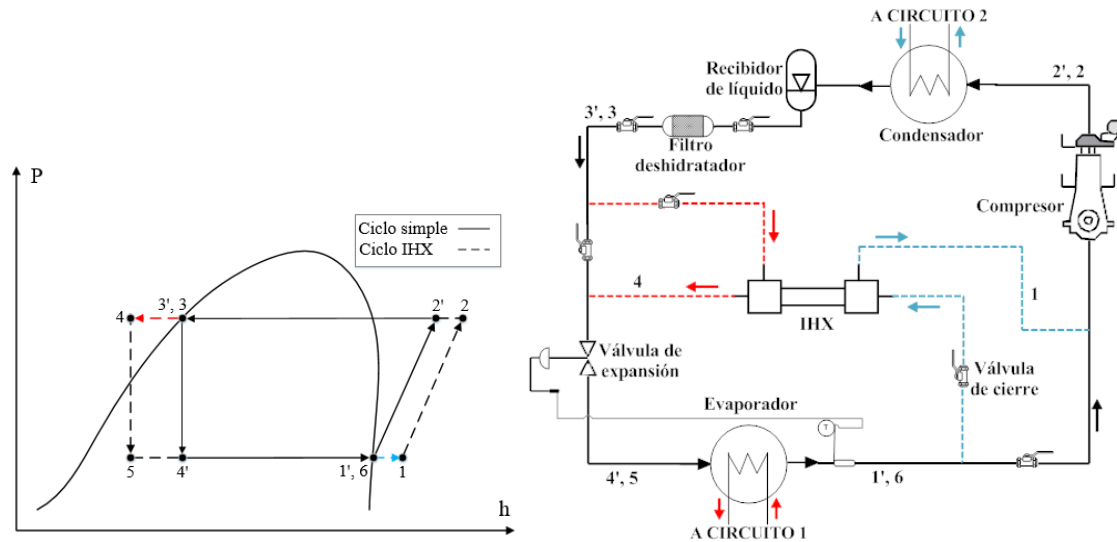 P
Ciclo simple
Ciclo IHX
3', 3
4
2'
2
5
4'
1', 6
1
h
A CIRCUITO 2
Recibidor
de líquido
2', 2
3', 3
Condensador
Filtro
deshidratador
Compresor
4
IHX
1
Válvula de
expansión
Válvula
de cierre
Evaporador
T
4', 5
1', 6
A CIRCUITO 1